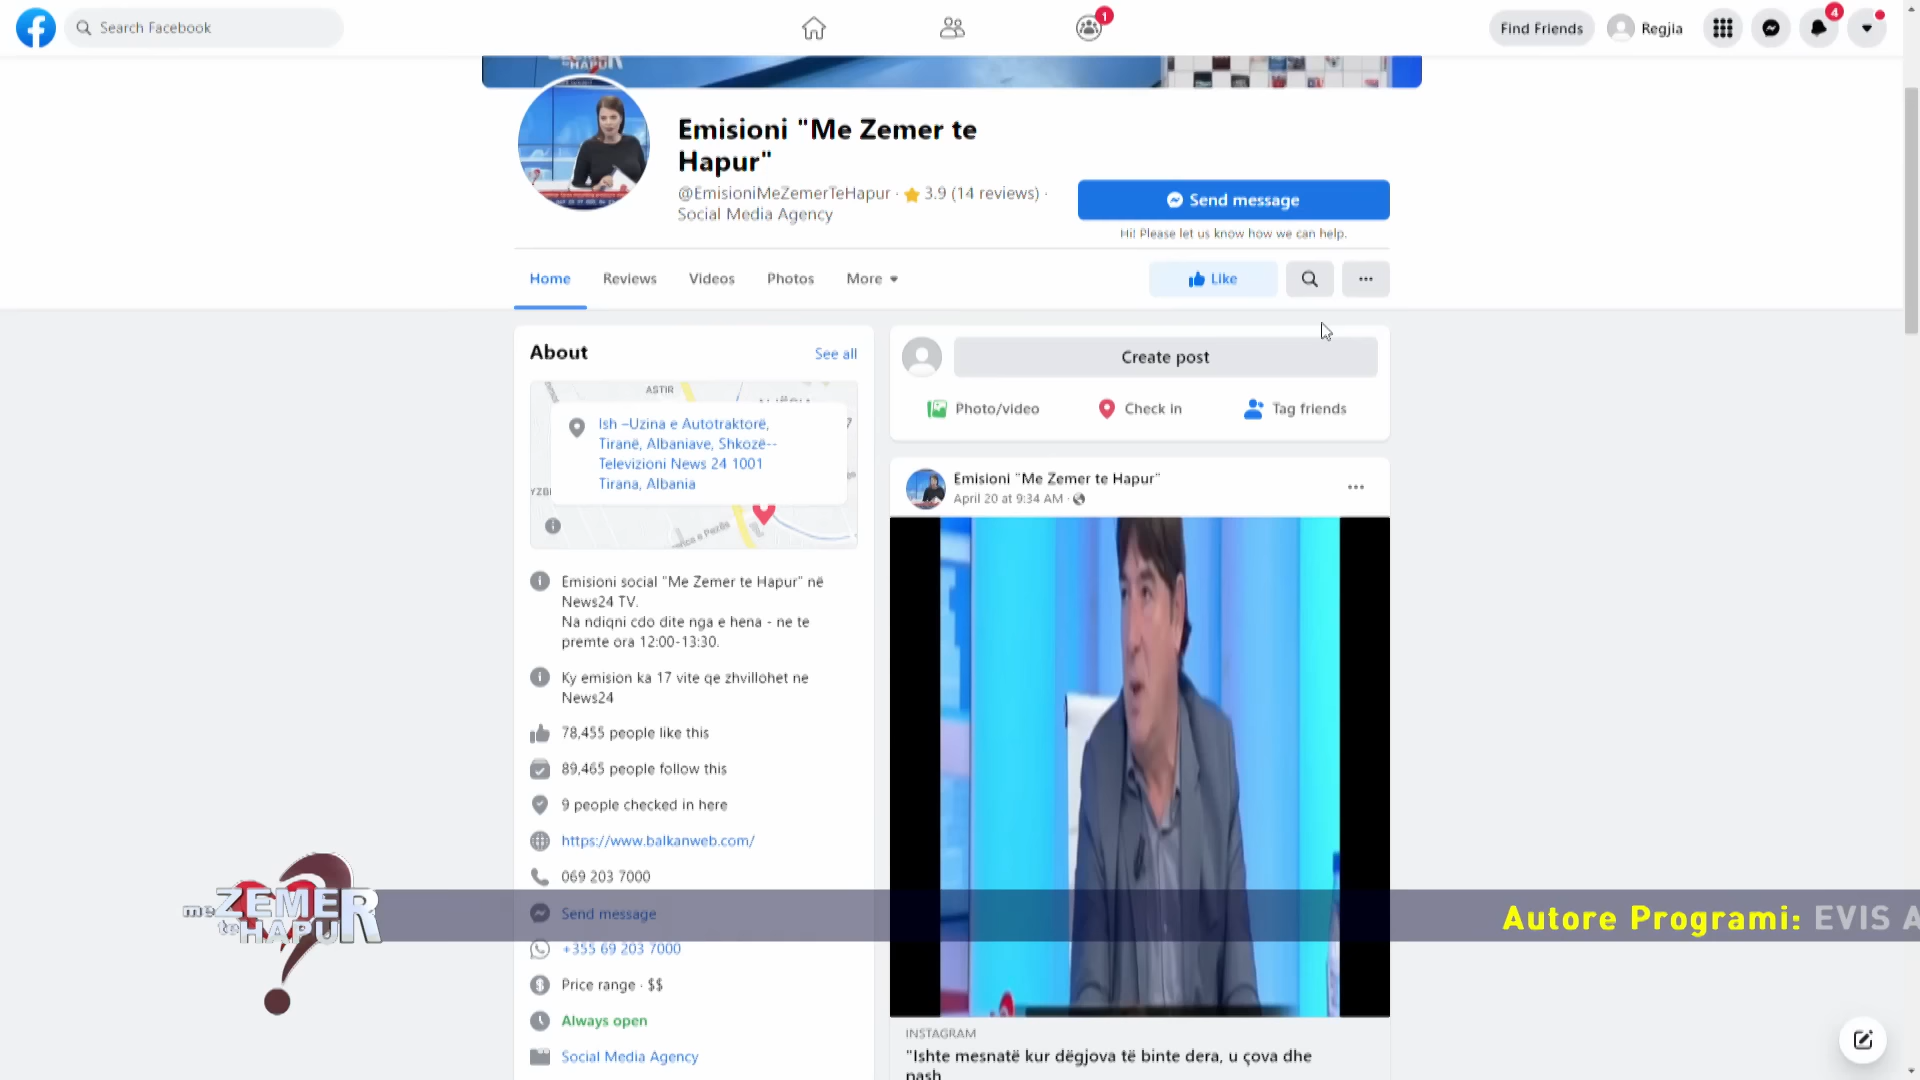 Search Facebook
1
Find Friends
Regjia
4
Emisioni "Me Zemer te
Hapur"
@EmisioniMeZemerTeHapur · 3.9 (14 reviews) ·
Social Media Agency
Send message
Hi! Please let us know how we can help.
Home
Reviews
Videos
Photos
More
Like
About
See all
ASTIR
Ish –Uzina e Autotraktorë,
Tiranë, Albaniave, Shkozë--
Televizioni News 24 1001
Tirana, Albania
YZBI
Emisioni social "Me Zemer te Hapur" në
News24 TV.
Na ndiqni cdo dite nga e hena - ne te
premte ora 12:00-13:30.
Ky emision ka 17 vite qe zhvillohet ne
News24
78,455 people like this
89,465 people follow this
9 people checked in here
https://www.balkanweb.com/
069 203 7000
Send message
+355 69 203 7000
Price range · $$
Always open
Social Media Agency
Create post
Photo/video
Check in
Tag friends
Emisioni "Me Zemer te Hapur"
April 20 at 9:34 AM ·
INSTAGRAM
"Ishte mesnatë kur dëgjova të binte dera, u çova dhe
pash
me ZEMER
te HAPUR
Autore Programi: EVIS A